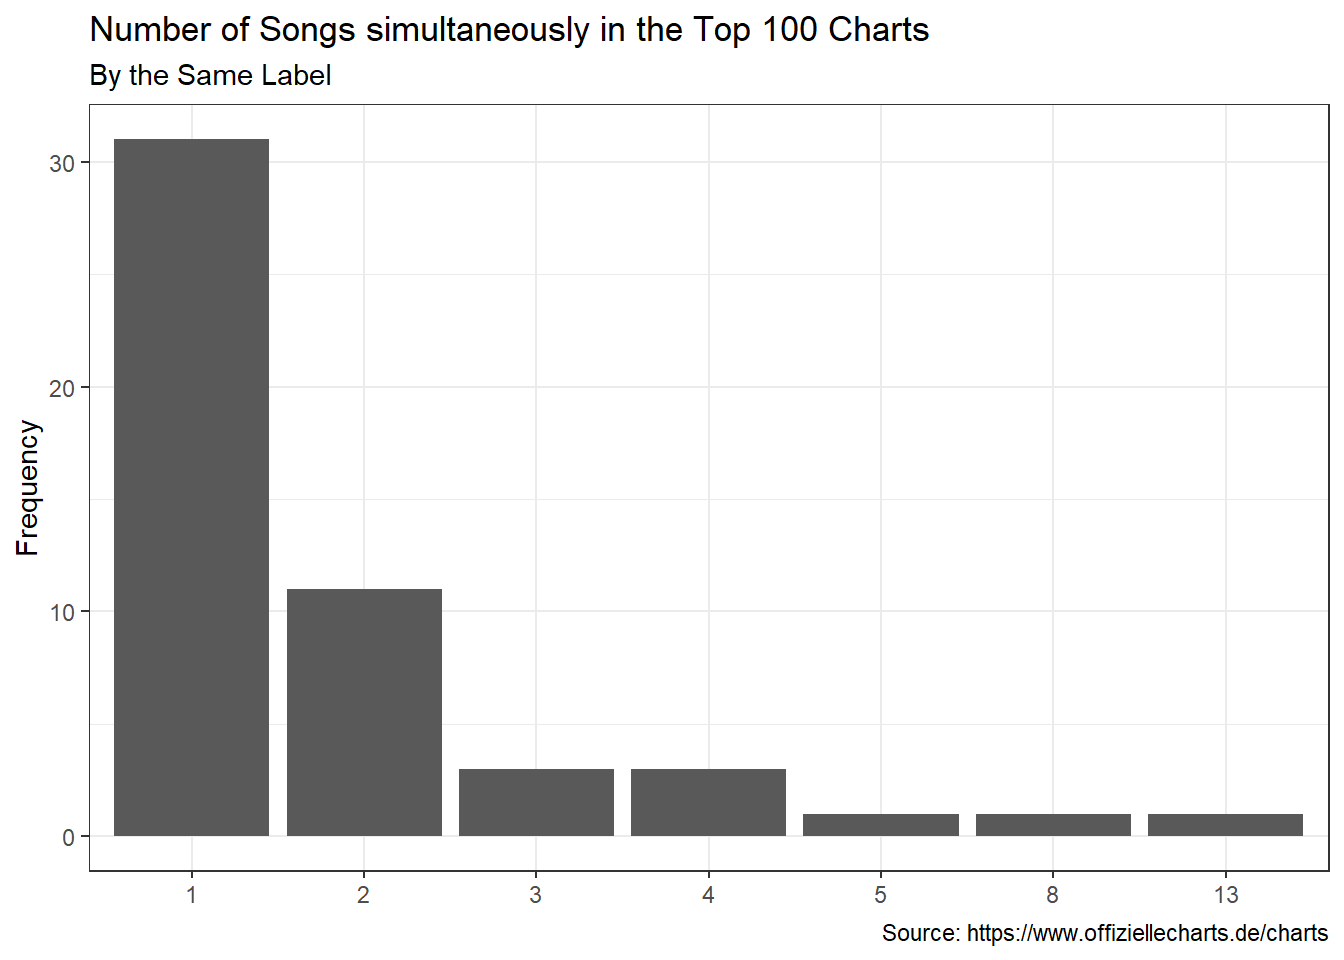 Number of Songs simultaneously in the Top 100 Charts
By the Same Label
Frequency
30
20
10
0
1 2 3 4 5 8 13
Source: https://www.offiziellecharts.de/charts